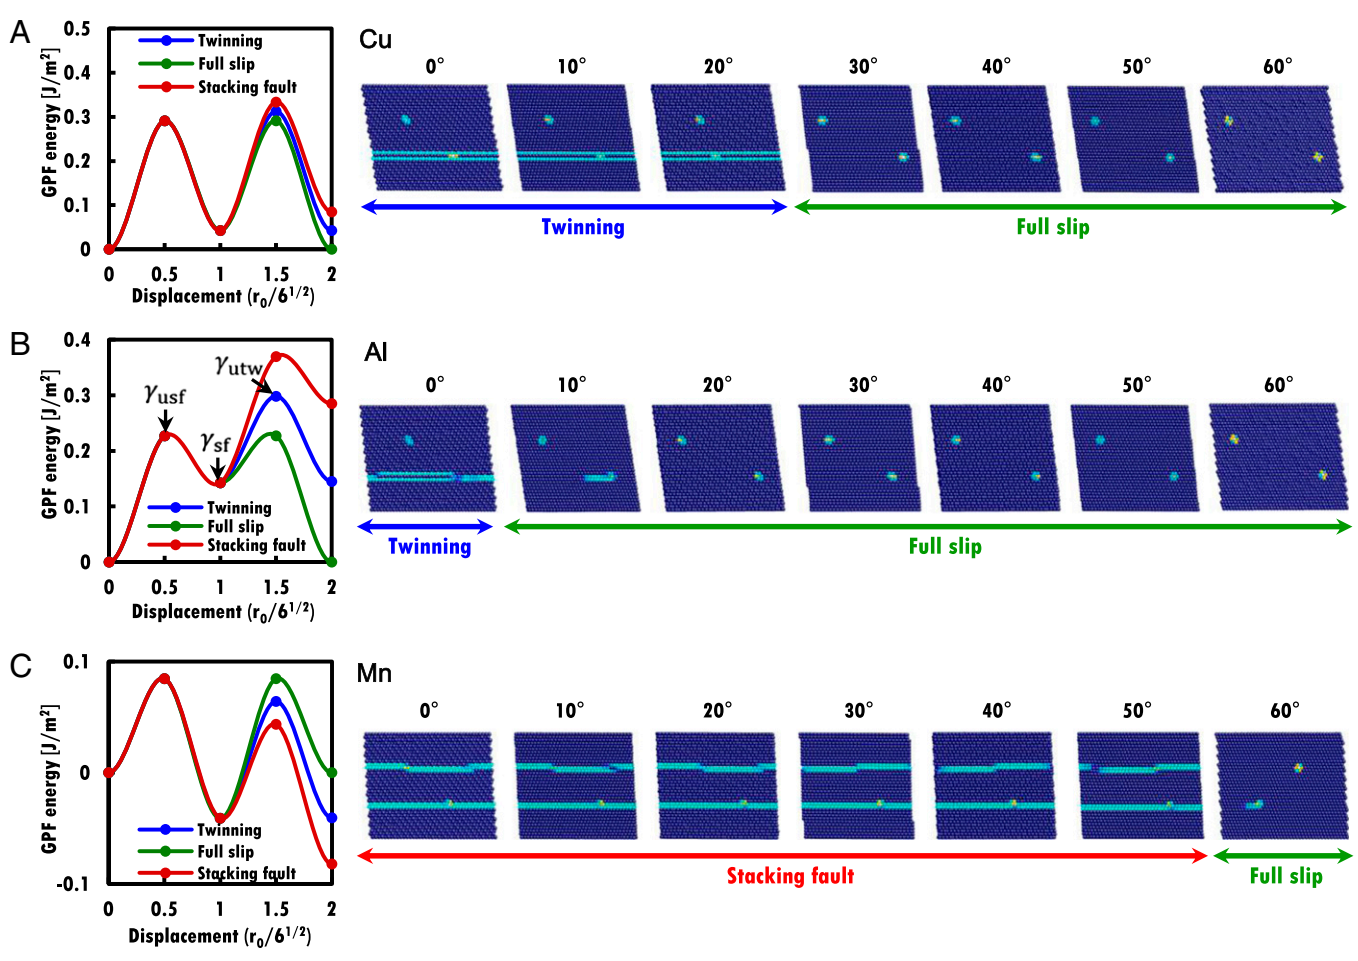 A
GPF energy [J/m²]
0.5
0.4
0.3
0.2
0.1
0
Twinning
Full slip
Stacking fault
0 0.5 1 1.5 2
Displacement (r₀/6¹/²)
Cu
0° 10° 20° 30° 40° 50° 60°
Twinning Full slip
B
GPF energy [J/m²]
0.4
0.3
0.2
0.1
0
γusf
γsf
γutw
Twinning
Full slip
Stacking fault
0 0.5 1 1.5 2
Displacement (r₀/6¹/²)
Al
0° 10° 20° 30° 40° 50° 60°
Twinning Full slip
C
GPF energy [J/m²]
0.1
0
-0.1
Twinning
Full slip
Stacking fault
0 0.5 1 1.5 2
Displacement (r₀/6¹/²)
Mn
0° 10° 20° 30° 40° 50° 60°
Stacking fault Full slip